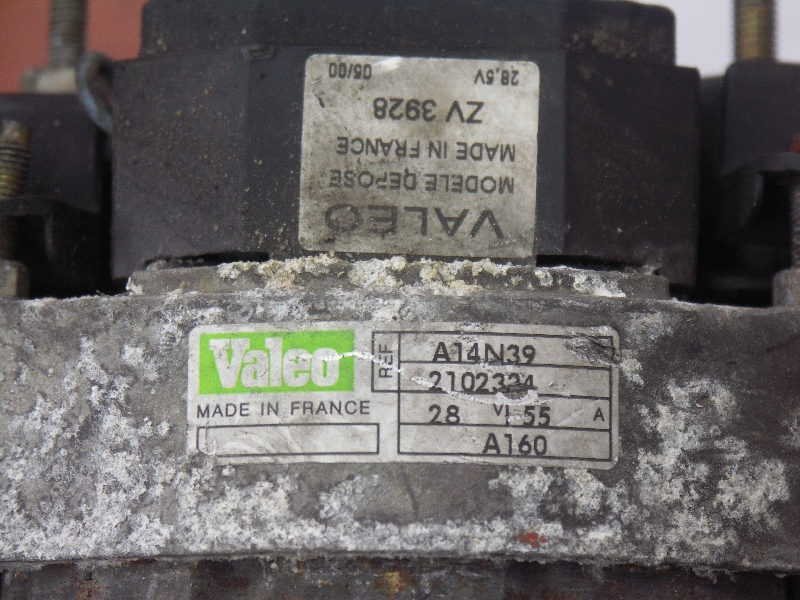 VALEO
MODELE DEPOSE
MADE IN FRANCE
ZV 3928
28.5V 05/00
Valeo
MADE IN FRANCE
REF
A14N39
28 V 55 A
A160